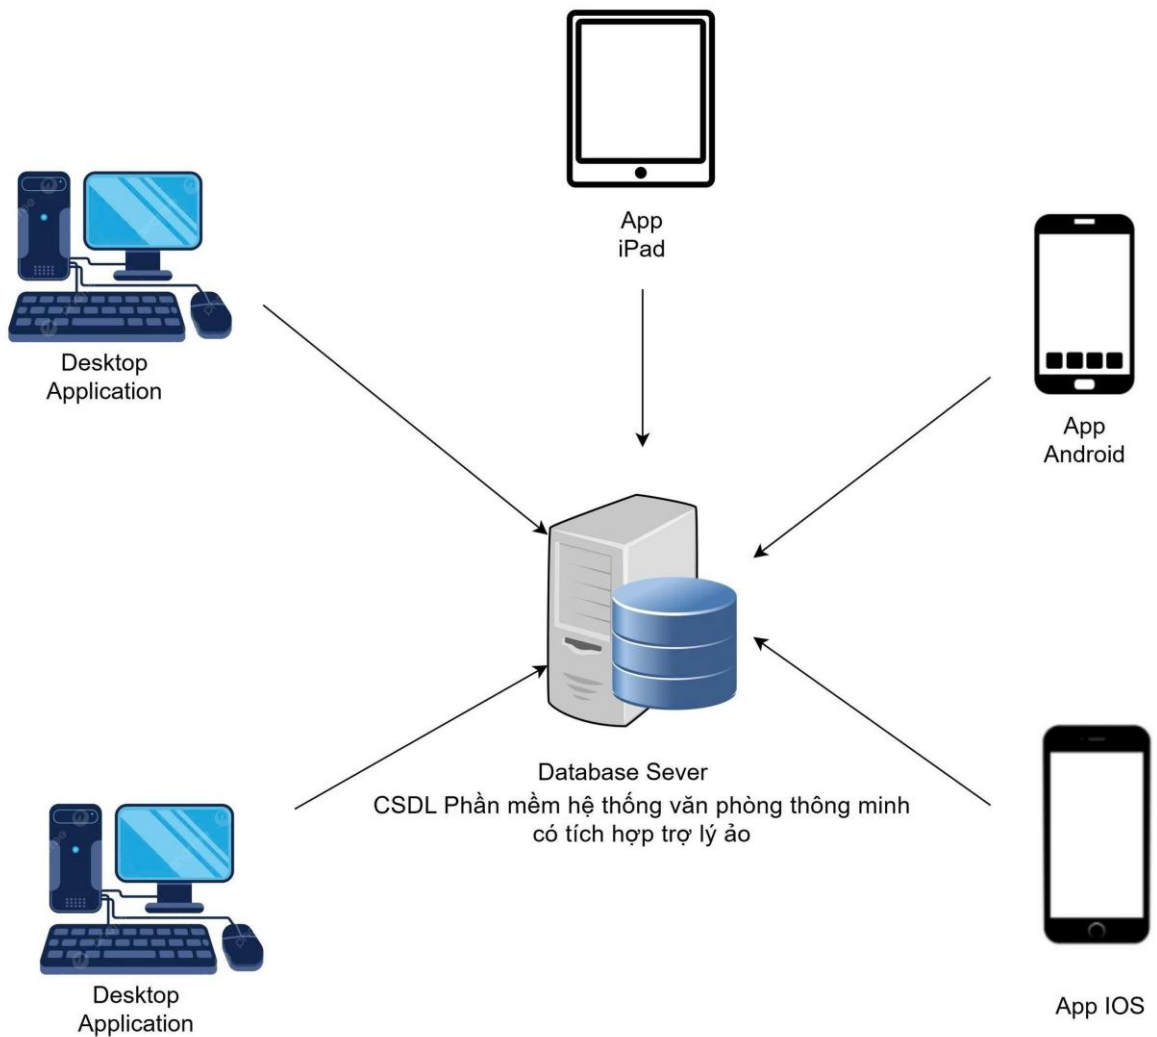 App
iPad
Desktop
Application
App
Android
Database Sever
CSDL Phần mềm hệ thống văn phòng thông minh
có tích hợp trợ lý ảo
Desktop
Application
App IOS